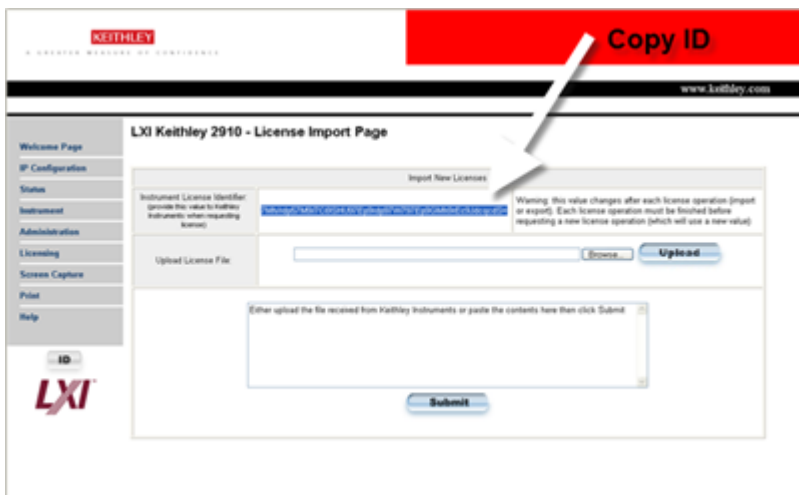 KEITHLEY
A GREATER MEASURE OF CONFIDENCE
Copy ID
www.keithley.com
LXI Keithley 2910 - License Import Page
Welcome Page
IP Configuration
Status
Instrument
Administration
Licensing
Screen Capture
Print
Help
ID
LXI
Import New Licenses
Instrument License Identifier:
(provide this value to Keithley
Instruments when requesting
license)
Warning: this value changes after each license operation (import
or export). Each license operation must be finished before
requesting a new license operation (which will use a new value)
Upload License File:
Browse...
Upload
Either upload the file received from Keithley Instruments or paste the contents here then click Submit
Submit